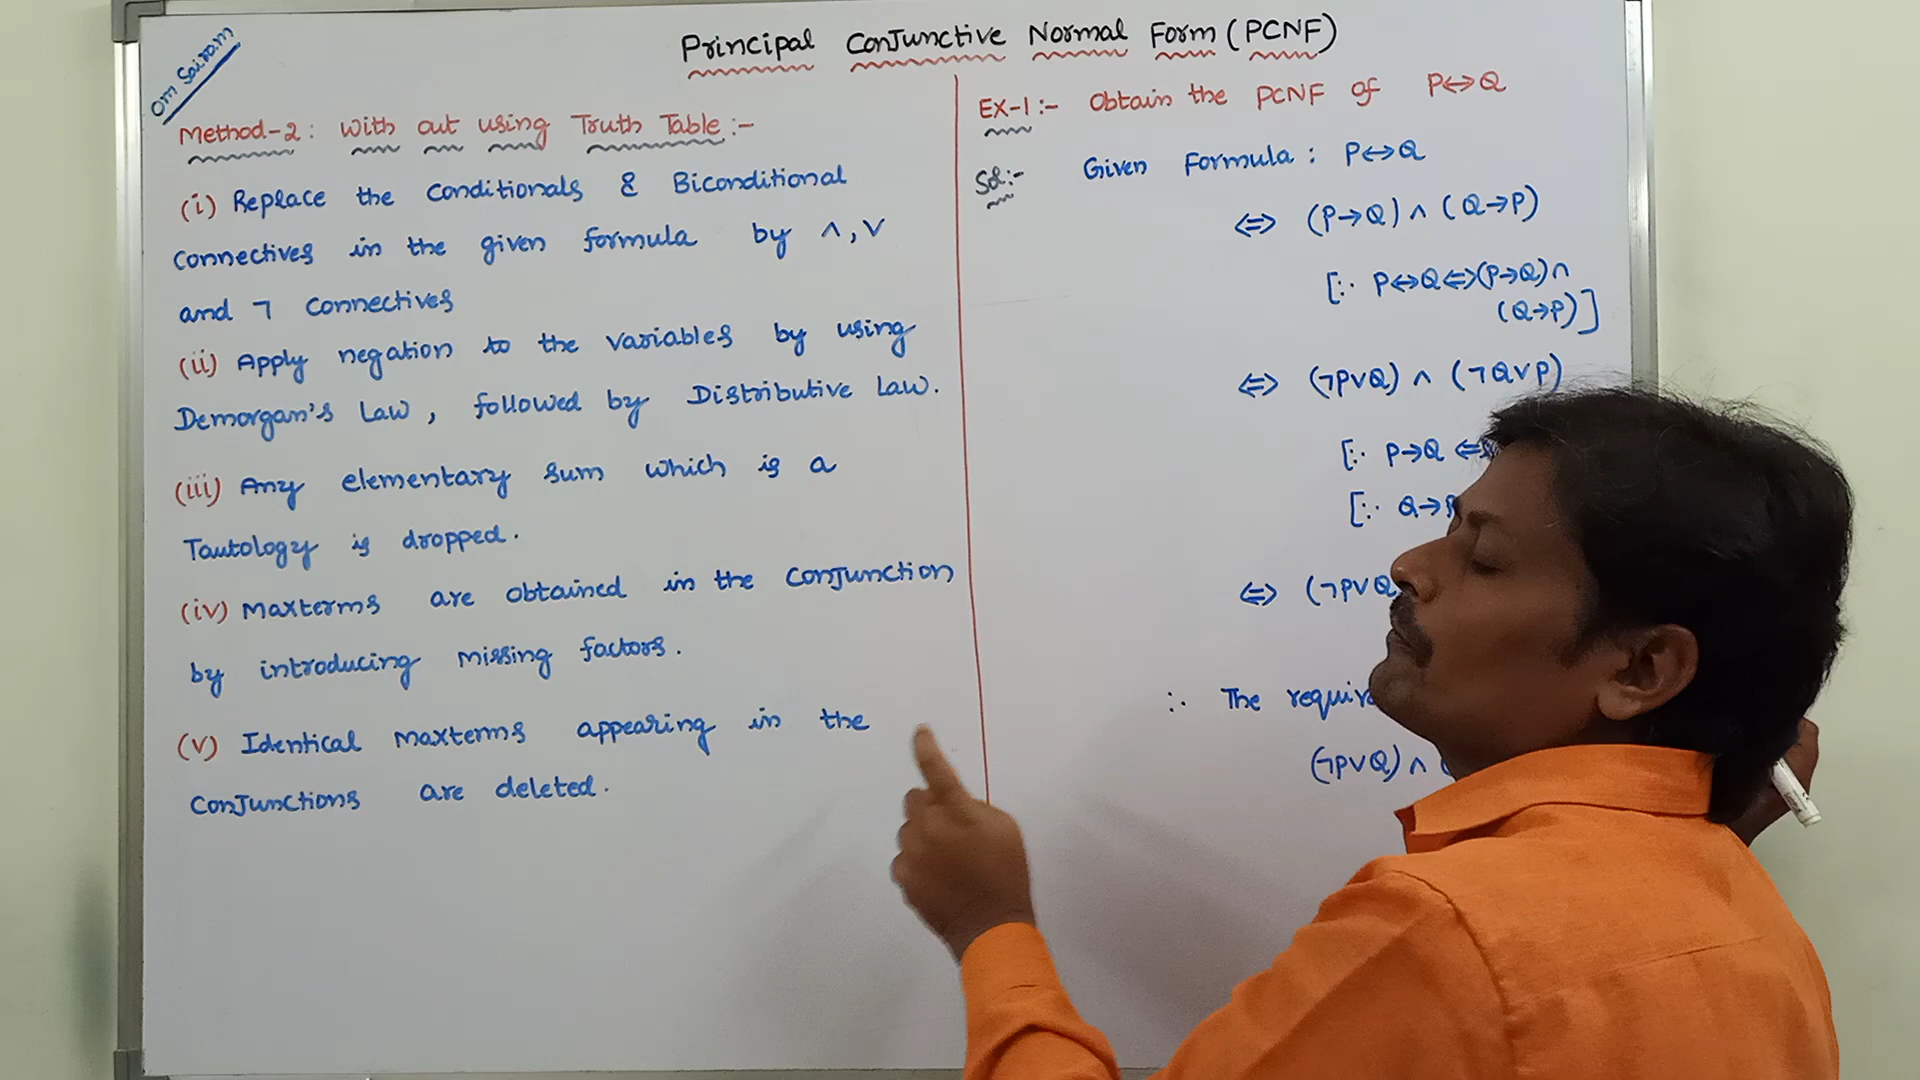 Principal Conjunctive Normal Form (PCNF)
Om Sairam
Method-2: With out using Truth Table:-
(i) Replace the Conditionals & Biconditional
Connectives in the given formula by ∧, ∨
and ㄱ Connectives
(ii) Apply negation to the variables by using
Demorgan's Law, followed by Distributive Law.
(iii) Any elementary sum which is a
Tautology is dropped.
(iv) Maxterms are obtained in the Conjunction
by introducing missing factors.
(v) Identical Maxterms appearing in the
Conjunctions are deleted.
EX-1:- Obtain the PCNF of P↔Q
Sol:- Given Formula: P↔Q
⇔ (P→Q) ∧ (Q→P)
[∵ P↔Q⇔(P→Q)∧
(Q→P)]
⇔ (¬P∨Q) ∧ (¬Q∨P)
[∵ P→Q ⇔
[∵ Q→P
⇔ (¬P∨Q
∴ The requir
(¬P∨Q) ∧ (